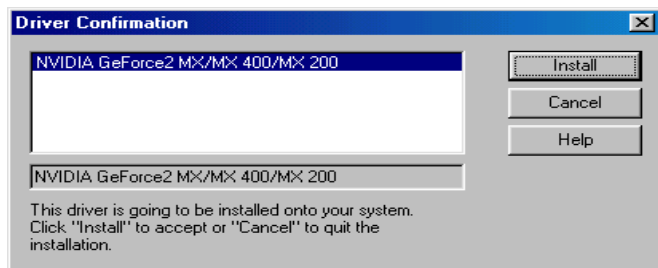 Driver Confirmation
NVIDIA GeForce2 MX/MX 400/MX 200
Install
Cancel
Help
NVIDIA GeForce2 MX/MX 400/MX 200
This driver is going to be installed onto your system.
Click "Install" to accept or "Cancel" to quit the
installation.